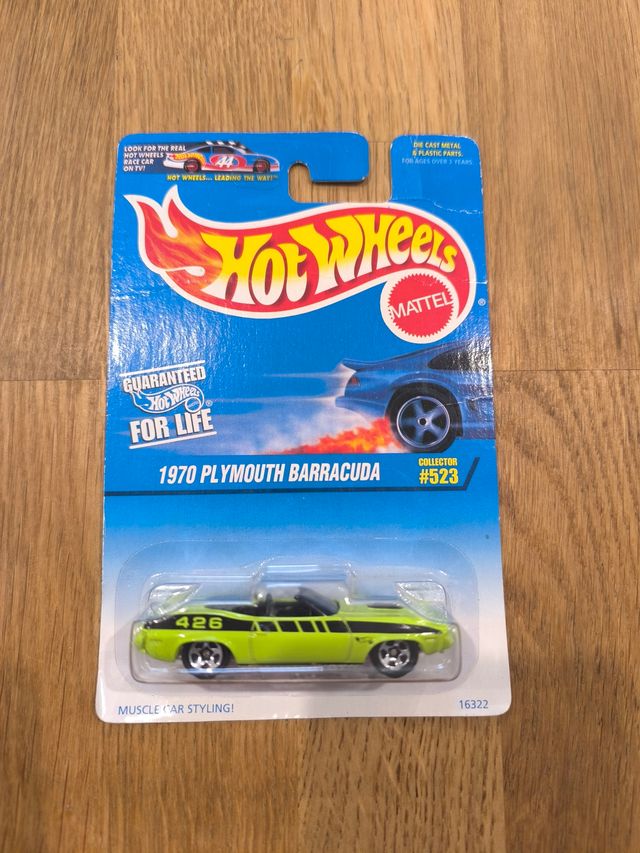 LOOK FOR THE REAL
HOT WHEELS
RACE CAR
ON TV!
44
HOT WHEELS... LEADING THE WAY!™
DIE CAST METAL
& PLASTIC PARTS.
FOR AGES OVER 3 YEARS
HOT WHEELS
MATTEL
®
GUARANTEED
HOT WHEELS®
FOR LIFE
1970 PLYMOUTH BARRACUDA
COLLECTOR
#523
426
MUSCLE CAR STYLING!
16322